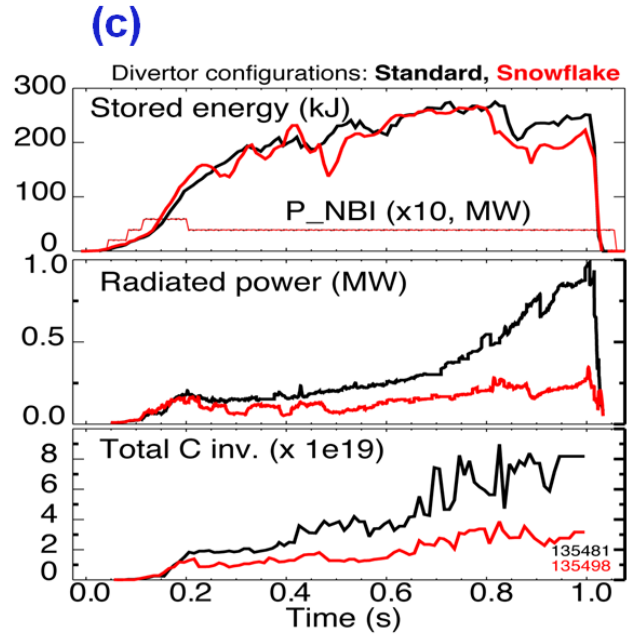 (c)
Divertor configurations: Standard, Snowflake
300
Stored energy (kJ)
200
P_NBI (x10, MW)
100
0
1.0
Radiated power (MW)
0.5
0.0
Total C inv. (x 1e19)
8
6
4
2
135481
135498
0
0.0 0.2 0.4 0.6 0.8 1.0
Time (s)